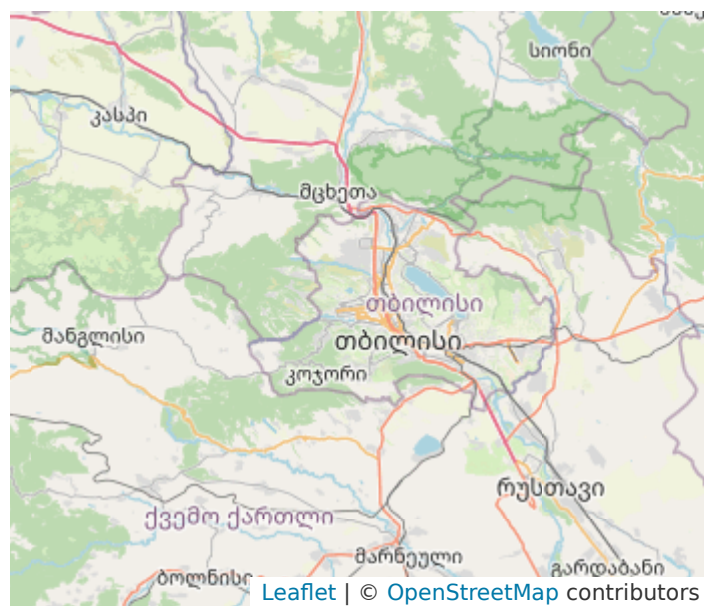 სიონი
კასპი
მცხეთა
თბილისი
მანგლისი
თბილისი
კოჯორი
რუსთავი
ქვემო ქართლი
მარნეული
გარდაბანი
ბოლნისი
Leaflet | © OpenStreetMap contributors